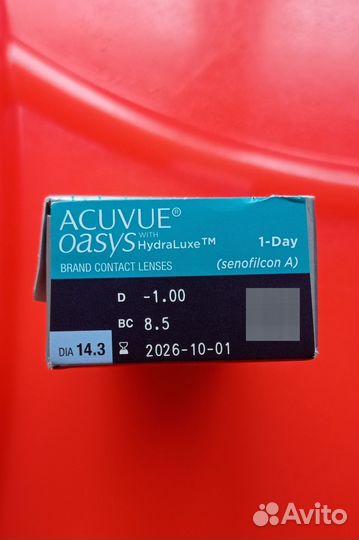 ACUVUE®
oasys WITH HydraLuxe™ 1-Day
BRAND CONTACT LENSES (senofilcon A)
D -1.00
BC 8.5
DIA 14.3 2026-10-01
Avito